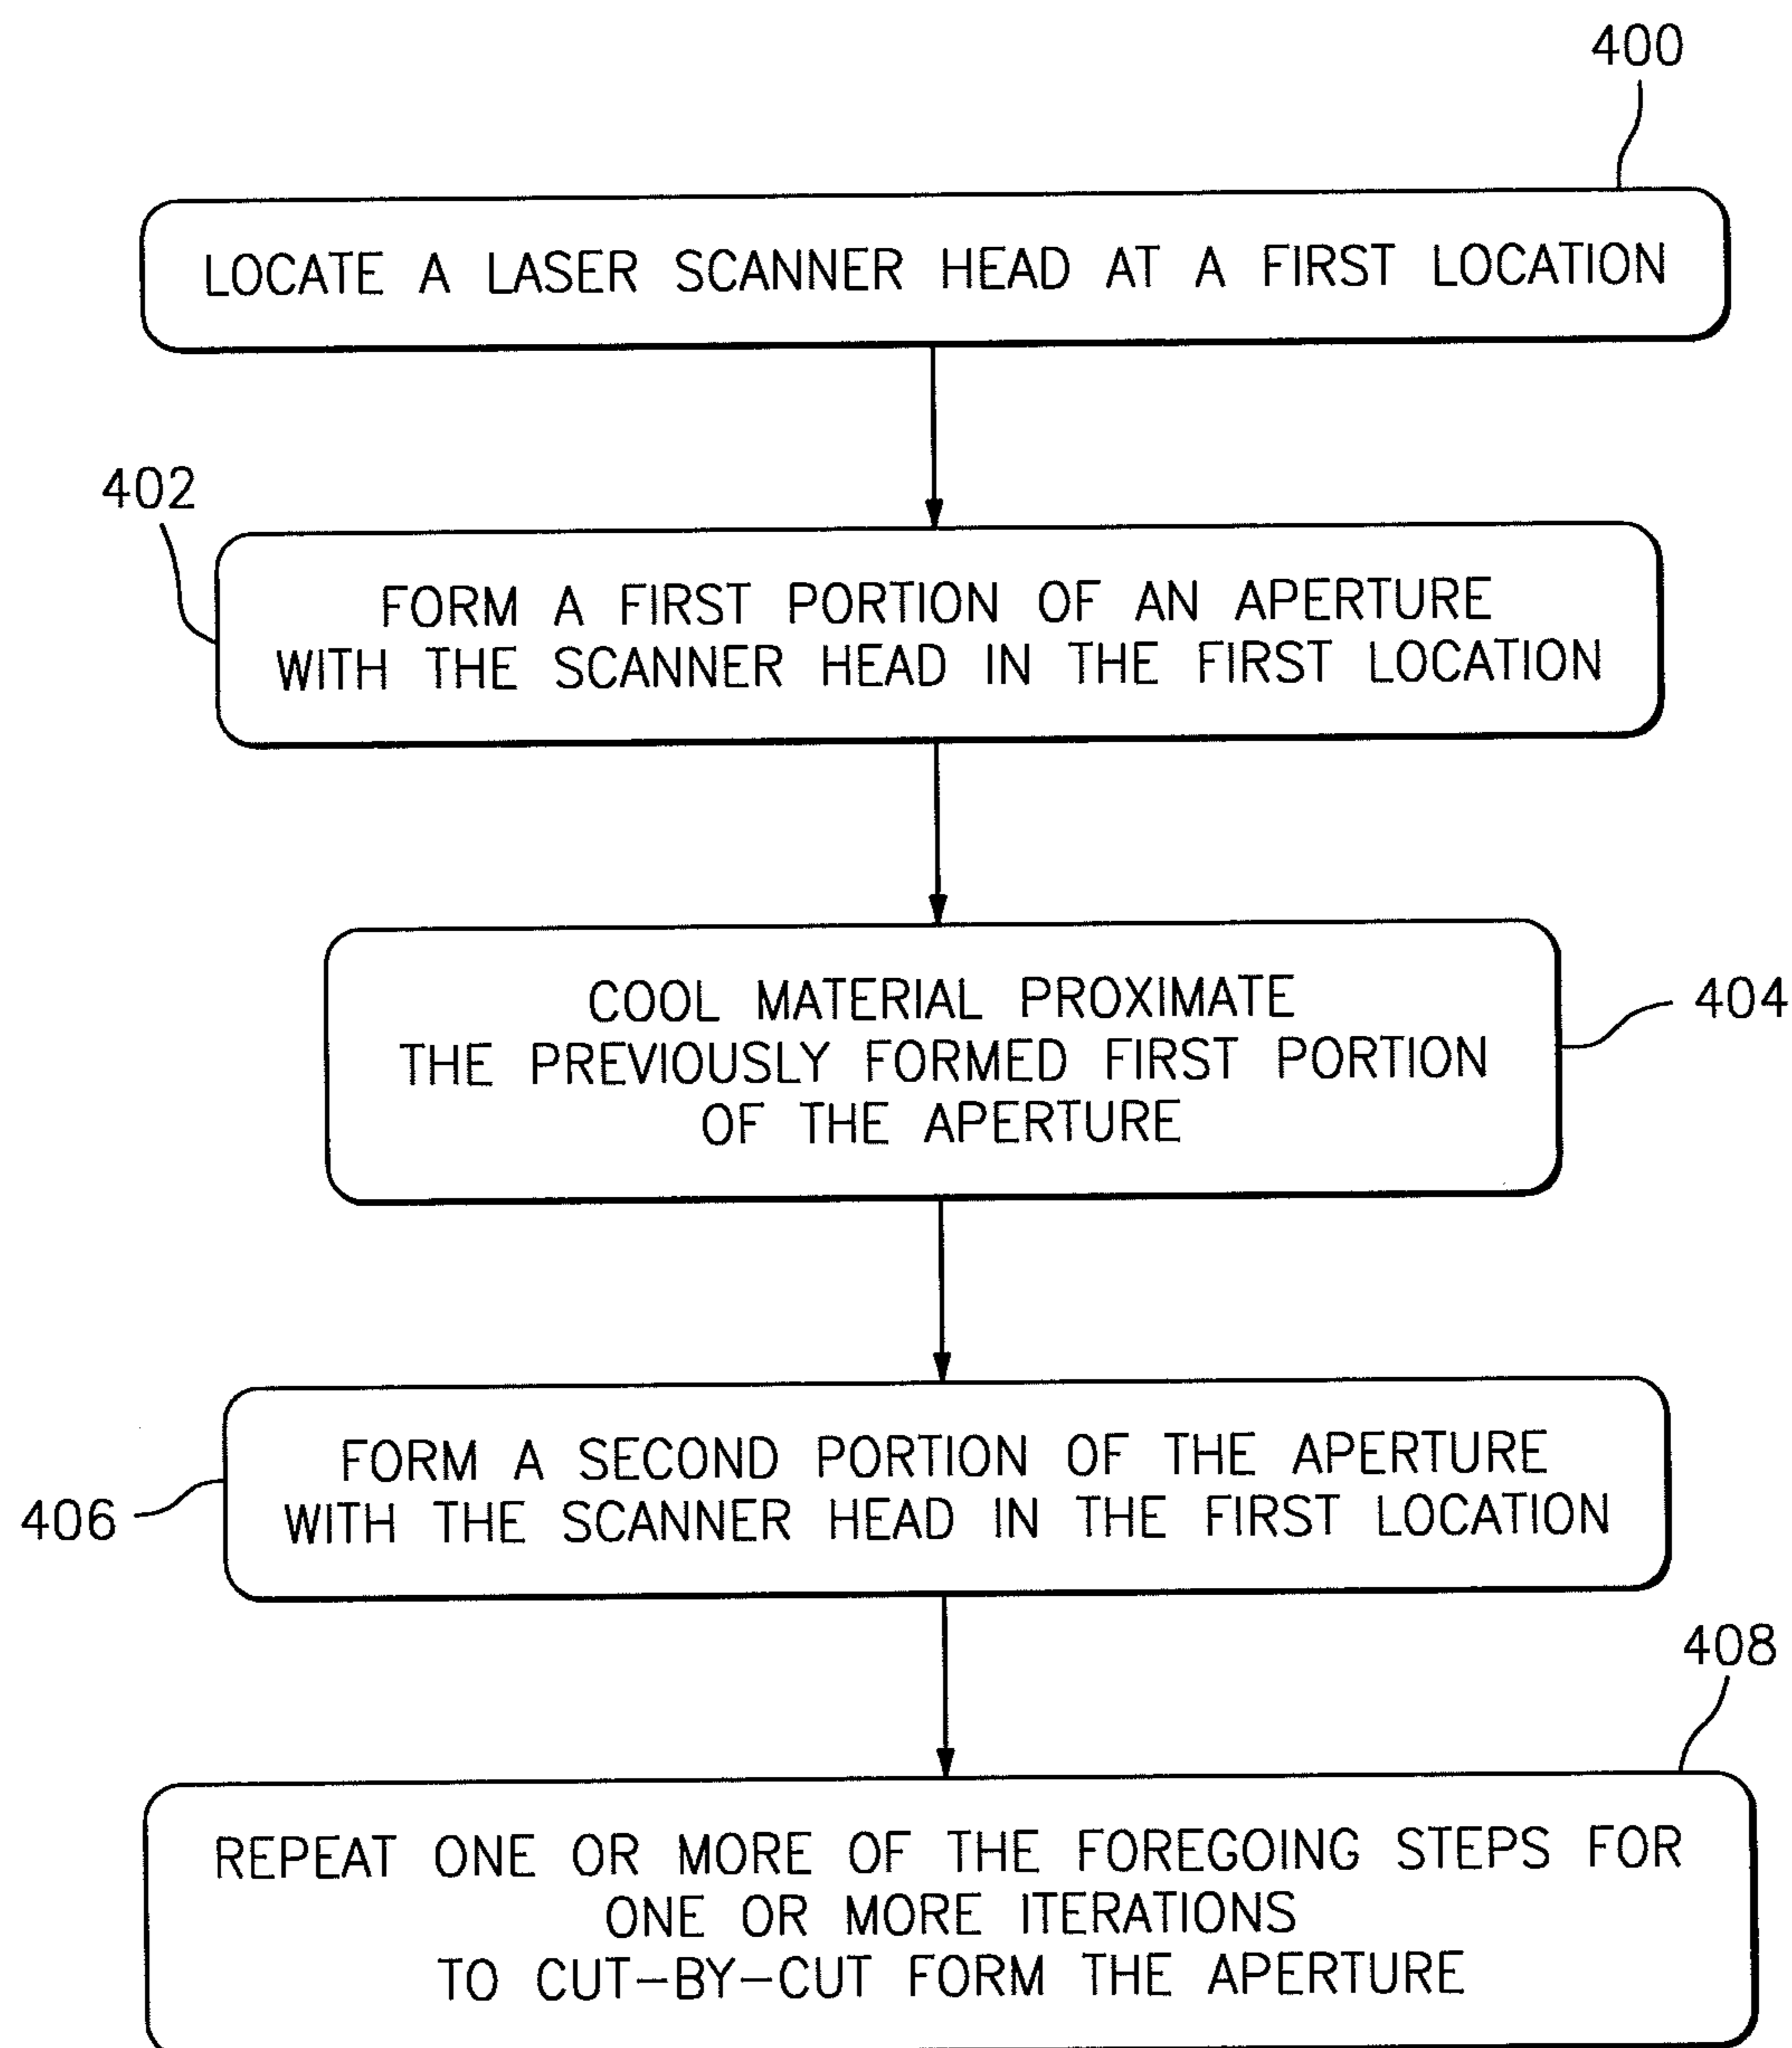 400
LOCATE A LASER SCANNER HEAD AT A FIRST LOCATION
402
FORM A FIRST PORTION OF AN APERTURE
WITH THE SCANNER HEAD IN THE FIRST LOCATION
COOL MATERIAL PROXIMATE
THE PREVIOUSLY FORMED FIRST PORTION
OF THE APERTURE
404
FORM A SECOND PORTION OF THE APERTURE
WITH THE SCANNER HEAD IN THE FIRST LOCATION
406
408
REPEAT ONE OR MORE OF THE FOREGOING STEPS FOR
ONE OR MORE ITERATIONS
TO CUT-BY-CUT FORM THE APERTURE